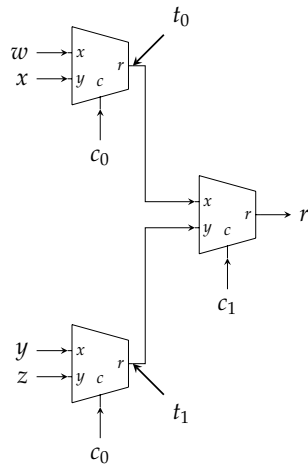 t₀
w x
x y c r
c₀
x
y c r r
c₁
y x
z y c r
t₁
c₀